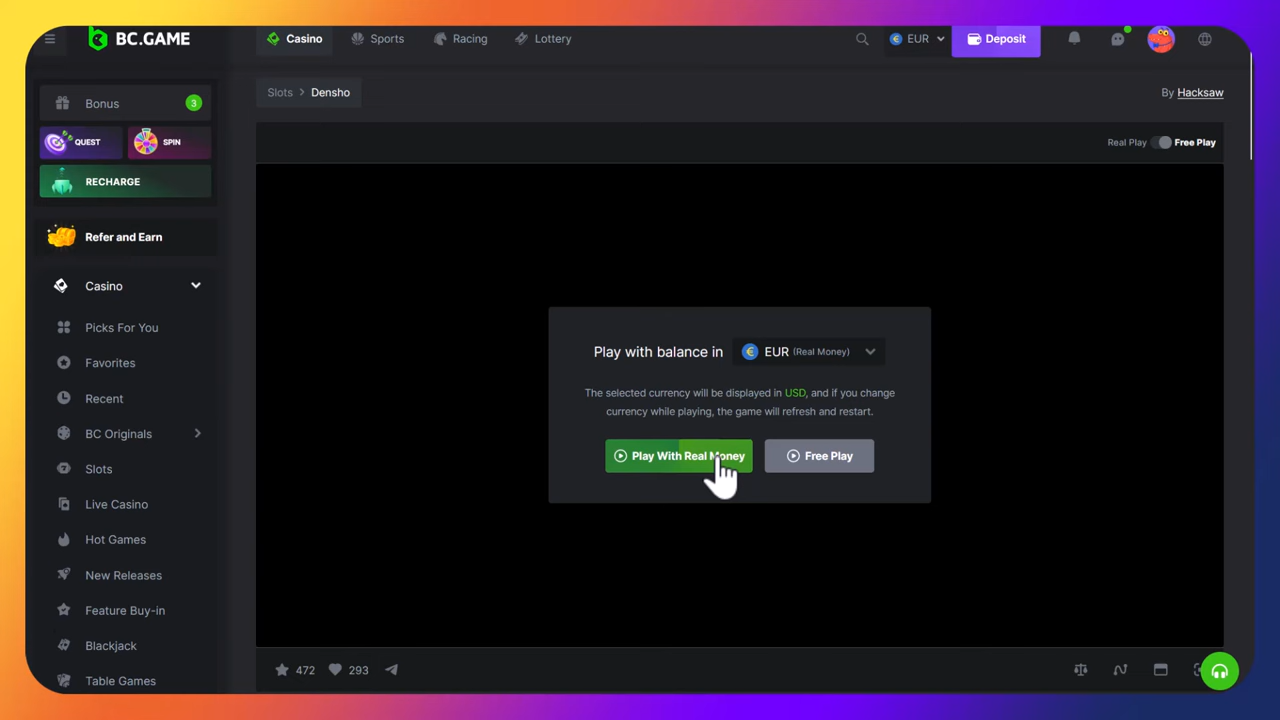 BC.GAME
Casino
Sports
Racing
Lottery
EUR
Deposit
Bonus
3
QUEST
SPIN
RECHARGE
Refer and Earn
Casino
Picks For You
Favorites
Recent
BC Originals
Slots
Live Casino
Hot Games
New Releases
Feature Buy-in
Blackjack
Table Games
Slots > Densho
By Hacksaw
Real Play
Free Play
Play with balance in
EUR (Real Money)
The selected currency will be displayed in USD, and if you change
currency while playing, the game will refresh and restart.
Play With Real Money
Free Play
472
293